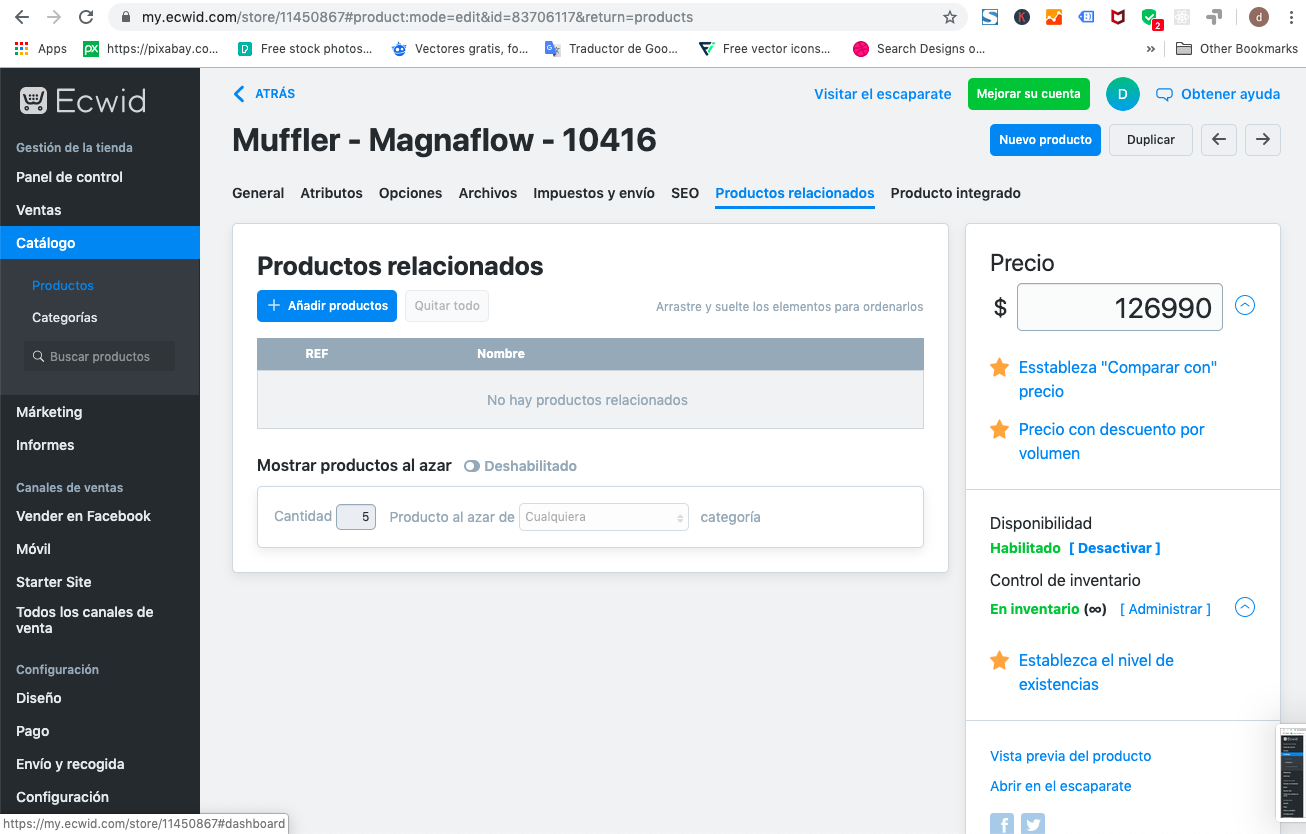 my.ecwid.com/store/11450867#product:mode=edit&id=83706117&return=products
2
d
Apps
https://pixabay.co...
Free stock photos...
Vectores gratis, fo...
Traductor de Goo...
Free vector icons...
Search Designs o...
»
Other Bookmarks
Ecwid
Gestión de la tienda
Panel de control
Ventas
Catálogo
Productos
Categorías
Buscar productos
Márketing
Informes
Canales de ventas
Vender en Facebook
Móvil
Starter Site
Todos los canales de
venta
Configuración
Diseño
Pago
Envío y recogida
Configuración
https://my.ecwid.com/store/11450867#dashboard
ATRÁS
Visitar el escaparate
Mejorar su cuenta
D
Obtener ayuda
Muffler - Magnaflow - 10416
Nuevo producto
Duplicar
General Atributos Opciones Archivos Impuestos y envío SEO Productos relacionados Producto integrado
Productos relacionados
+ Añadir productos
Quitar todo
Arrastre y suelte los elementos para ordenarlos
REF Nombre
No hay productos relacionados
Mostrar productos al azar Deshabilitado
Cantidad 5 Producto al azar de Cualquiera categoría
Precio
$ 126990
Esstableza "Comparar con"
precio
Precio con descuento por
volumen
Disponibilidad
Habilitado [ Desactivar ]
Control de inventario
En inventario (∞) [ Administrar ]
Establezca el nivel de
existencias
Vista previa del producto
Abrir en el escaparate